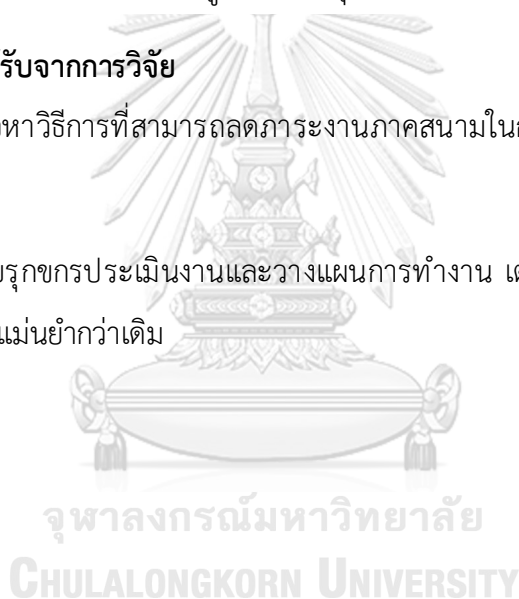 รับจากการวิจัย
หาวิธีการที่สามารถลดภาระงานภาคสนามใน
รุกขกรประเมินงานและวางแผนการทำงาน
แม่นยำกว่าเดิม
จุฬาลงกรณ์มหาวิทยาลัย
CHULALONGKORN UNIVERSITY